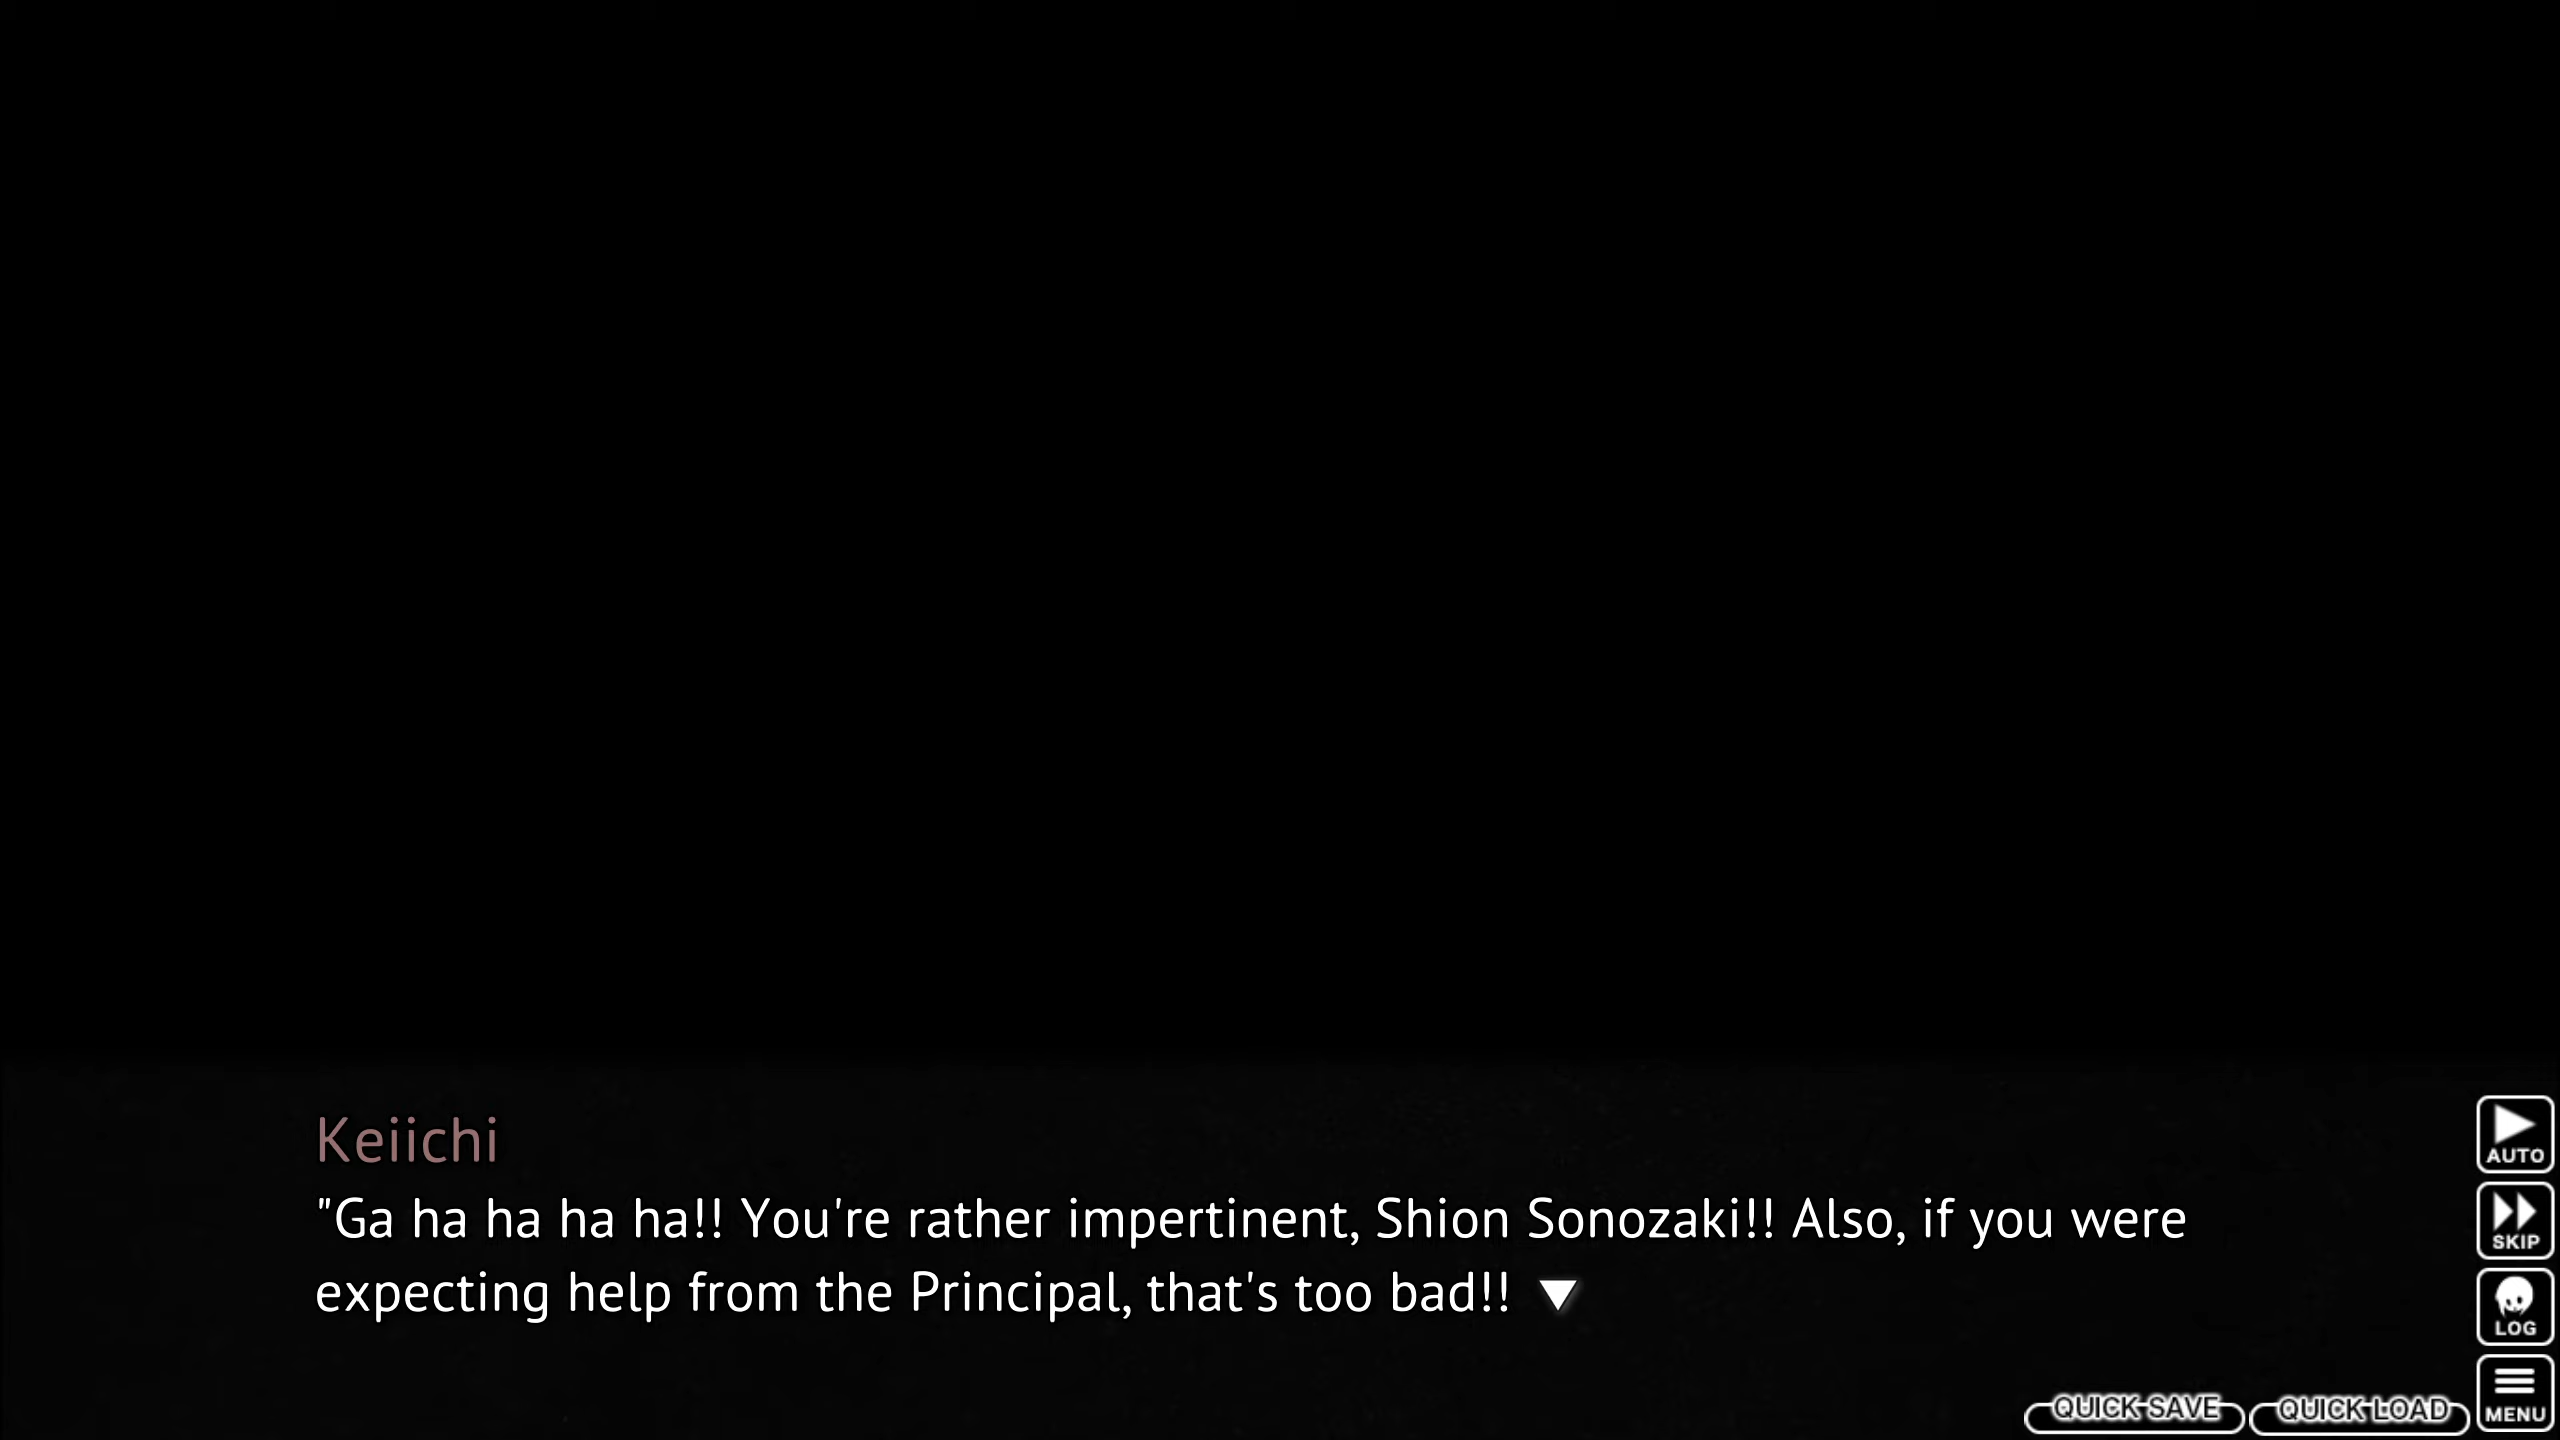 Keiichi
"Ga ha ha ha ha!! You're rather impertinent, Shion Sonozaki!! Also, if you were
expecting help from the Principal, that's too bad!!
AUTO
SKIP
LOG
MENU
QUICK SAVE
QUICK LOAD